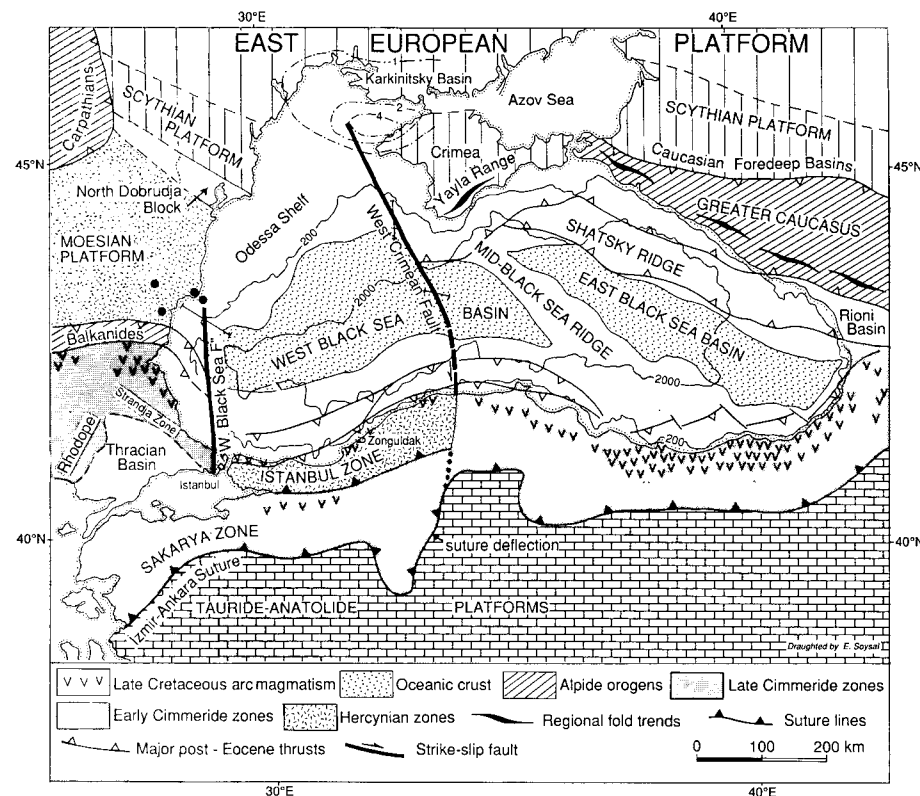 30°E
40°E
EAST EUROPEAN PLATFORM
Carpathians
SCYTHIAN
PLATFORM
1
Karkinitsky Basin
2
4
Azov Sea
SCYTHIAN PLATFORM
Crimea
Caucasian Foredeep Basins
45°N
45°N
Yayla Range
North Dobrudja
Block
GREATER CAUCASUS
Odessa Shelf
200
West Crimean Fault
SHATSKY RIDGE
MOESIAN
PLATFORM
MID-BLACK SEA RIDGE
EAST BLACK SEA BASIN
2000
WEST BLACK SEA
BASIN
Rioni
Basin
Balkanides
W. Black Sea F.
2000
Strandja Zone
200
Rhodope
Thracian
Basin
Zonguldak
ISTANBUL ZONE
Istanbul
40°N
40°N
SAKARYA ZONE
suture deflection
Izmir-Ankara Suture
TAURIDE-ANATOLIDE PLATFORMS
Draughted by E. Soysal
Late Cretaceous arc magmatism
Oceanic crust
Alpide orogens
Late Cimmeride zones
Early Cimmeride zones
Hercynian zones
Regional fold trends
Suture lines
Major post - Eocene thrusts
Strike-slip fault
0 100 200 km
30°E
40°E